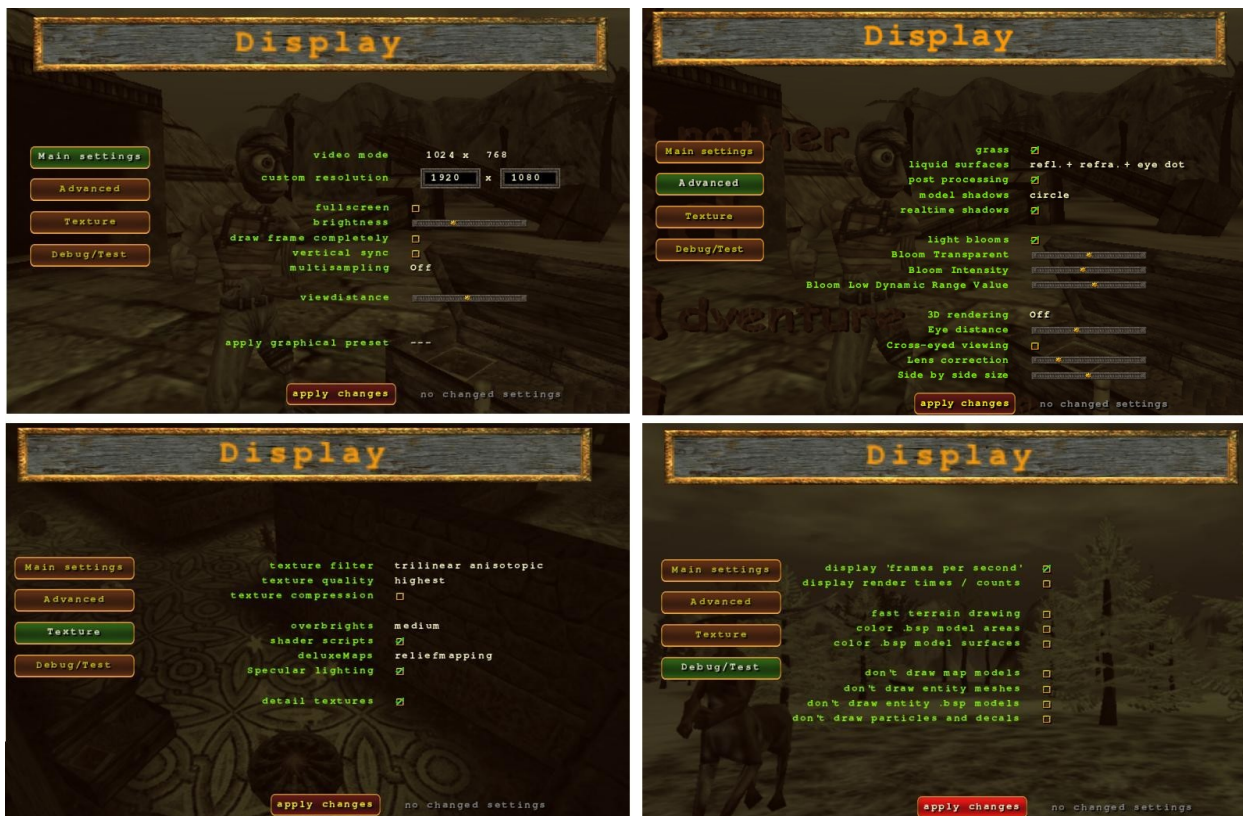 Display
Main settings
Advanced
Texture
Debug/Test
video mode 1024 x 768
custom resolution 1920 x 1080
fullscreen
brightness
draw frame completely
vertical sync
multisampling Off
viewdistance
apply graphical preset ---
apply changes no changed settings
Display
nother
dventure
Main settings
Advanced
Texture
Debug/Test
grass
liquid surfaces refl.+ refra.+ eye dot
post processing
model shadows circle
realtime shadows
light blooms
Bloom Transparent
Bloom Intensity
Bloom Low Dynamic Range Value
3D rendering Off
Eye distance
Cross-eyed viewing
Lens correction
Side by side size
apply changes no changed settings
Display
Main settings
Advanced
Texture
Debug/Test
texture filter trilinear anisotopic
texture quality highest
texture compression
overbrights medium
shader scripts
deluxeMaps reliefmapping
Specular lighting
detail textures
apply changes no changed settings
Display
Main settings
Advanced
Texture
Debug/Test
display 'frames per second'
display render times / counts
fast terrain drawing
color .bsp model areas
color .bsp model surfaces
don't draw map models
don't draw entity meshes
don't draw entity .bsp models
don't draw particles and decals
apply changes no changed settings